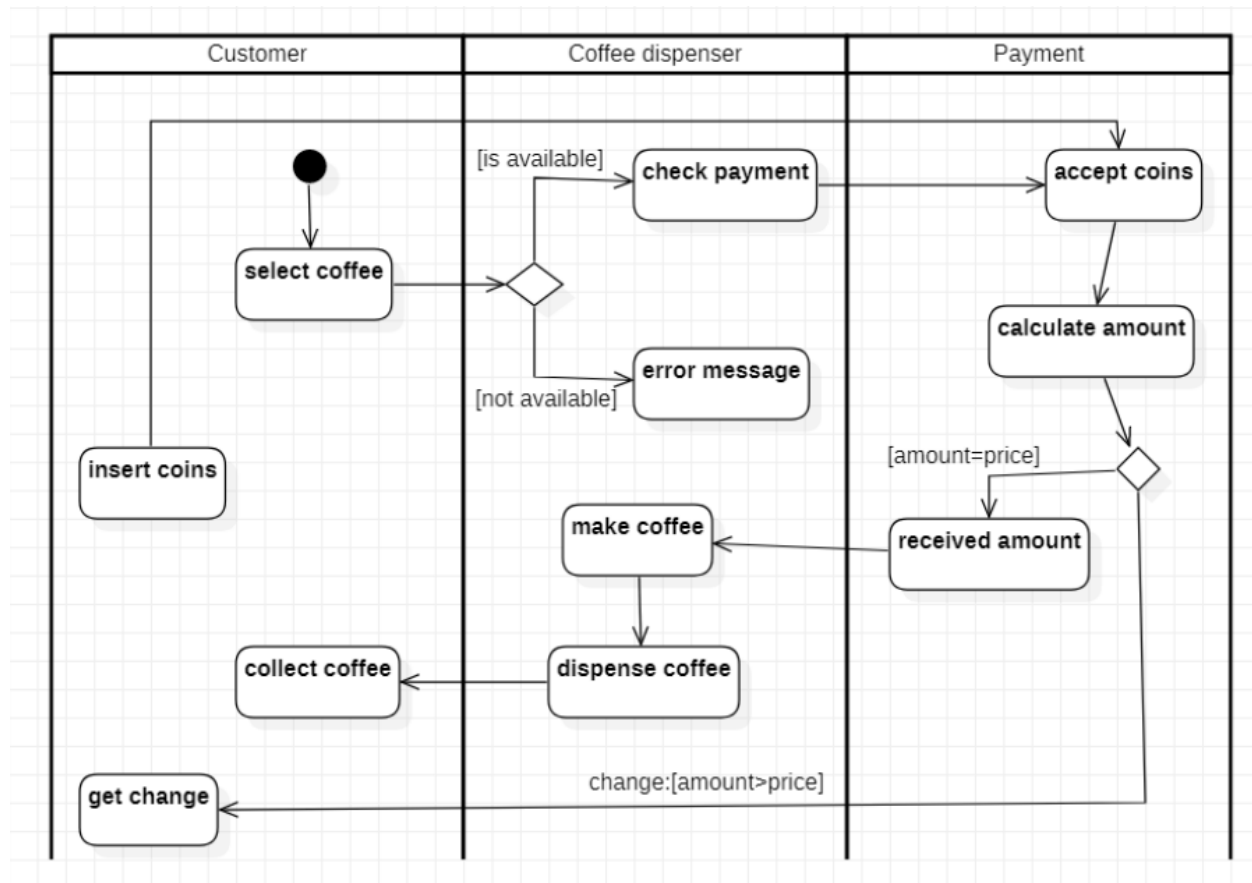 Customer
Coffee dispenser
Payment
[is available]
check payment
accept coins
select coffee
calculate amount
error message
[not available]
[amount=price]
insert coins
make coffee
received amount
collect coffee
dispense coffee
change:[amount>price]
get change